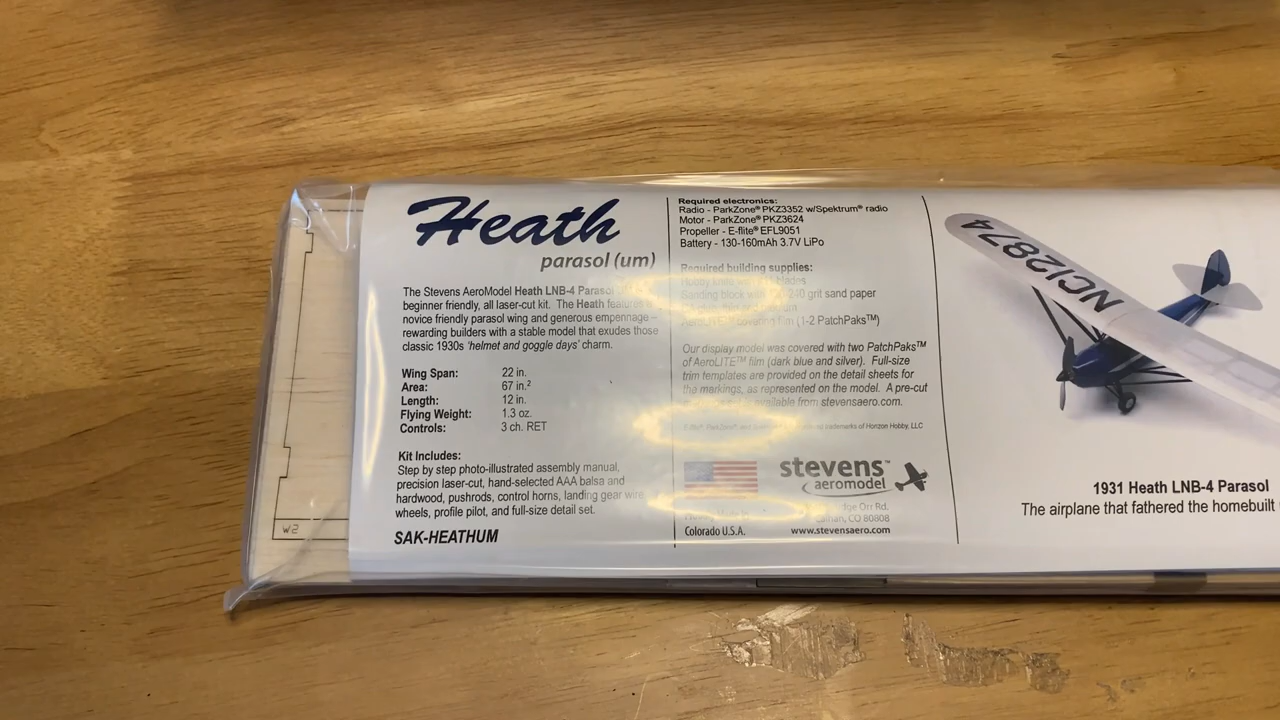 Heath
parasol (um)
The Stevens AeroModel Heath LNB-4 Parasol
beginner friendly, all laser-cut kit. The Heath features
novice friendly parasol wing and generous empennage –
rewarding builders with a stable model that exudes those
classic 1930s 'helmet and goggle days' charm.
Wing Span: 22 in.
Area: 67 in.²
Length: 12 in.
Flying Weight: 1.3 oz.
Controls: 3 ch. RET
Kit Includes:
Step by step photo-illustrated assembly manual,
precision laser-cut, hand-selected AAA balsa and
hardwood, pushrods, control horns, landing gear wire,
wheels, profile pilot, and full-size detail set.
SAK-HEATHUM
Required electronics:
Radio - ParkZone® PKZ3352 w/Spektrum® radio
Motor - ParkZone® PKZ3624
Propeller - E-flite® EFL9051
Battery - 130-160mAh 3.7V LiPo
Required building supplies:
Hobby knife blades
Sanding block with grit sand paper
covering film (1-2 PatchPaks™)
Our display model was covered with two PatchPaks™
of AeroLITE™ film (dark blue and silver). Full-size
trim templates are provided on the detail sheets for
the markings, as represented on the model. A pre-cut
available from stevensaero.com.
trademarks of Horizon Hobby, LLC
stevens™
aeromodel
Orr Rd.
CO 80808
Colorado U.S.A.
www.stevensaero.com
NC12874
1931 Heath LNB-4 Parasol
The airplane that fathered the homebuilt
W2